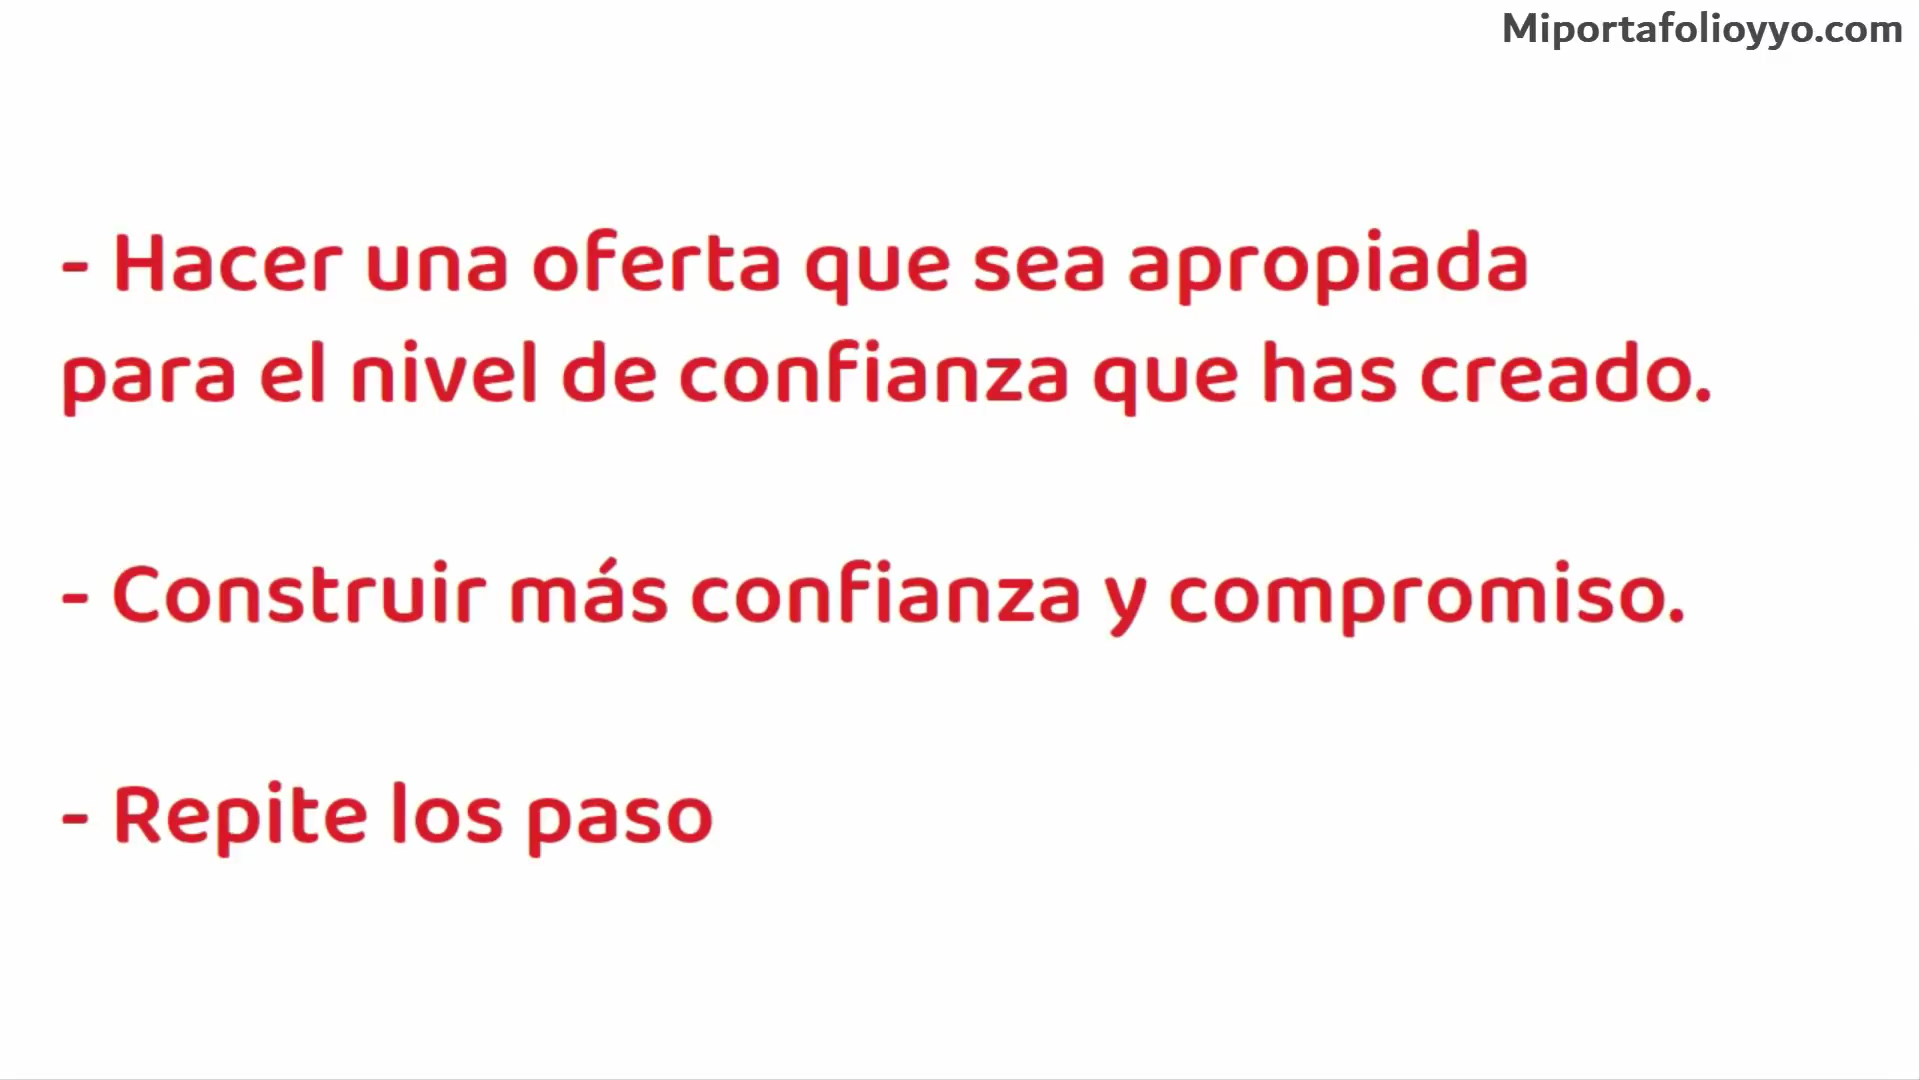 Miportafolioyyo.com
- Hacer una oferta que sea apropiada
para el nivel de confianza que has creado.
- Construir más confianza y compromiso.
- Repite los paso